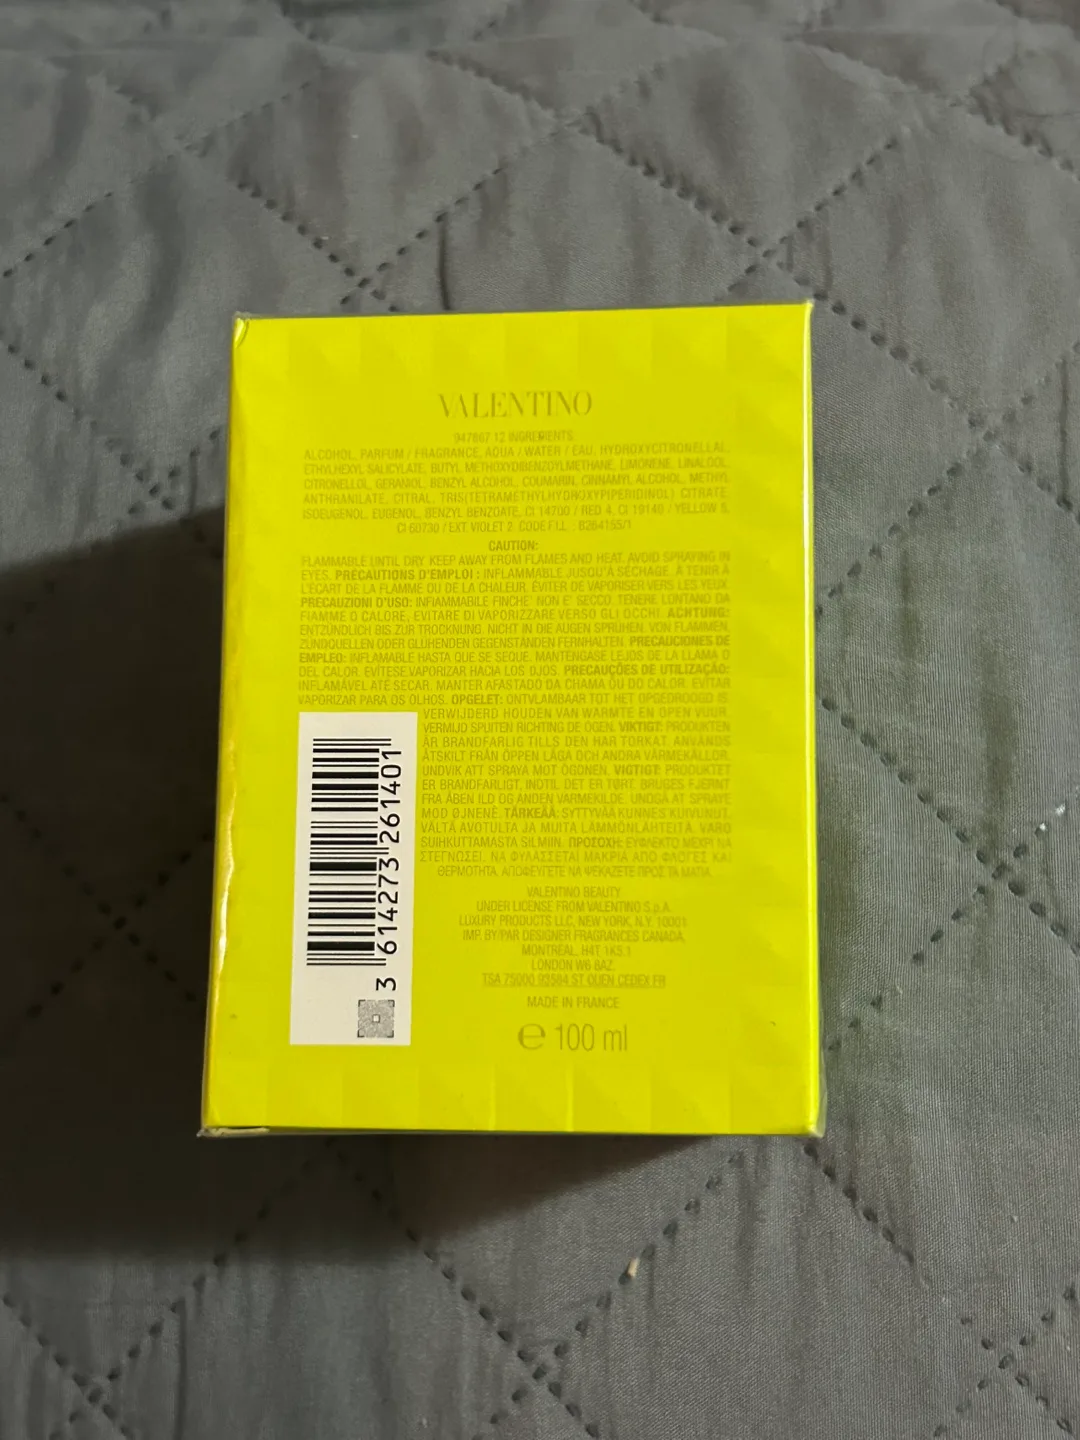 VALENTINO
947867 12 INGREDIENTS:
ALCOHOL, PARFUM / FRAGRANCE, AQUA / WATER / EAU, HYDROXYCITRONELLAL,
ETHYLHEXYL SALICYLATE, BUTYL METHOXYDIBENZOYLMETHANE, LIMONENE, LINALOOL,
CITRONELLOL, GERANIOL, BENZYL ALCOHOL, COUMARIN, CINNAMYL ALCOHOL, METHYL
ANTHRANILATE, CITRAL, TRIS(TETRAMETHYLHYDROXYPIPERIDINOL) CITRATE,
ISOEUGENOL, EUGENOL, BENZYL BENZOATE, CI 14700 / RED 4, CI 19140 / YELLOW 5,
CI 60730 / EXT. VIOLET 2. CODE F.I.L. : B264155/1
CAUTION:
FLAMMABLE UNTIL DRY. KEEP AWAY FROM FLAMES AND HEAT. AVOID SPRAYING IN
EYES. PRÉCAUTIONS D'EMPLOI : INFLAMMABLE JUSQU'À SÉCHAGE. À TENIR À
L'ÉCART DE LA FLAMME OU DE LA CHALEUR. ÉVITER DE VAPORISER VERS LES YEUX.
PRECAUZIONI D'USO: INFIAMMABILE FINCHE' NON E' SECCO. TENERE LONTANO DA
FIAMME O CALORE. EVITARE DI VAPORIZZARE VERSO GLI OCCHI. ACHTUNG:
ENTZÜNDLICH BIS ZUR TROCKNUNG. NICHT IN DIE AUGEN SPRÜHEN. VON FLAMMEN,
ZÜNDQUELLEN ODER GLÜHENDEN GEGENSTÄNDEN FERNHALTEN. PRECAUCIONES DE
EMPLEO: INFLAMABLE HASTA QUE SE SEQUE. MANTÉNGASE LEJOS DE LA LLAMA O
DEL CALOR. EVÍTESE VAPORIZAR HACIA LOS OJOS. PRECAUÇÕES DE UTILIZAÇÃO:
INFLAMÁVEL ATÉ SECAR. MANTER AFASTADO DA CHAMA OU DO CALOR. EVITAR
VAPORIZAR PARA OS OLHOS. OPGELET: ONTVLAMBAAR TOT HET OPGEDROOGD IS.
VERWIJDERD HOUDEN VAN WARMTE EN OPEN VUUR.
VERMIJD SPUITEN RICHTING DE OGEN. VIKTIGT: PRODUKTEN
ÄR BRANDFARLIG TILLS DEN HAR TORKAT. ANVÄNDS
ÅTSKILT FRÅN ÖPPEN LÅGA OCH ANDRA VÄRMEKÄLLOR.
UNDVIK ATT SPRAYA MOT ÖGONEN. VIGTIGT: PRODUKTET
ER BRANDFARLIGT, INDTIL DET ER TØRT. BRUGES FJERNT
FRA ÅBEN ILD OG ANDEN VARMEKILDE. UNDGÅ AT SPRAYE
MOD ØJNENE. TÄRKEÄÄ: SYTTYVÄÄ KUNNES KUIVUNUT.
VÄLTÄ AVOTULTA JA MUITA LÄMMÖNLÄHTEITÄ. VARO
SUIHKUTTAMASTA SILMIIN. ΠΡΟΣΟΧΗ: ΕΥΦΛΕΚΤΟ ΜΕΧΡΙ ΝΑ
ΣΤΕΓΝΩΣΕΙ. ΝΑ ΦΥΛΑΣΣΕΤΑΙ ΜΑΚΡΙΑ ΑΠΟ ΦΛΟΓΕΣ ΚΑΙ
ΘΕΡΜΟΤΗΤΑ. ΑΠΟΦΕΥΓΕΤΕ ΝΑ ΨΕΚΑΖΕΤΕ ΠΡΟΣ ΤΑ ΜΑΤΙΑ.
3 614273 261401
VALENTINO BEAUTY
UNDER LICENSE FROM VALENTINO S.p.A.
LUXURY PRODUCTS LLC, NEW YORK, N.Y. 10001
IMP. BY/PAR DESIGNER FRAGRANCES CANADA,
MONTREAL, H4T 1K5.1
LONDON W6 8AZ
TSA 75000 93584 ST OUEN CEDEX FR
MADE IN FRANCE
℮ 100 ml